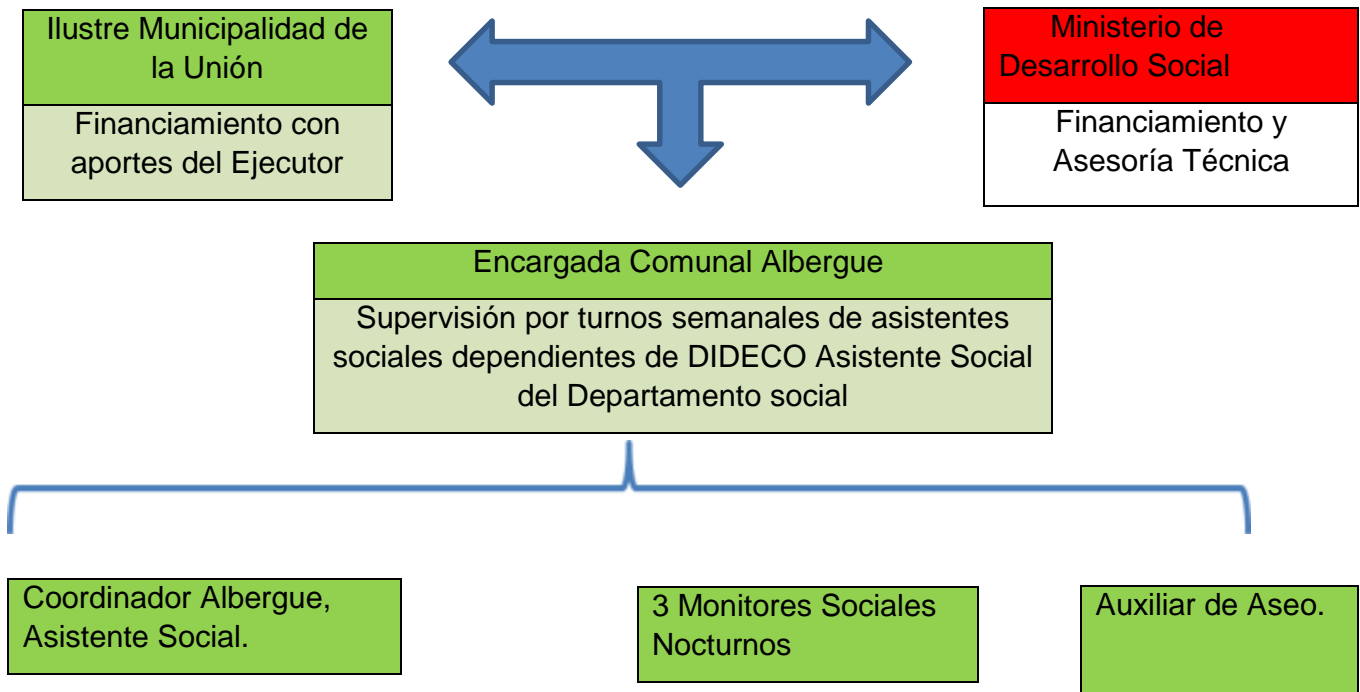 Ilustre Municipalidad de
la Unión
Financiamiento con
aportes del Ejecutor
Ministerio de
Desarrollo Social
Financiamiento y
Asesoría Técnica
Encargada Comunal Albergue
Supervisión por turnos semanales de asistentes
sociales dependientes de DIDECO Asistente Social
del Departamento social
Coordinador Albergue,
Asistente Social.
3 Monitores Sociales
Nocturnos
Auxiliar de Aseo.